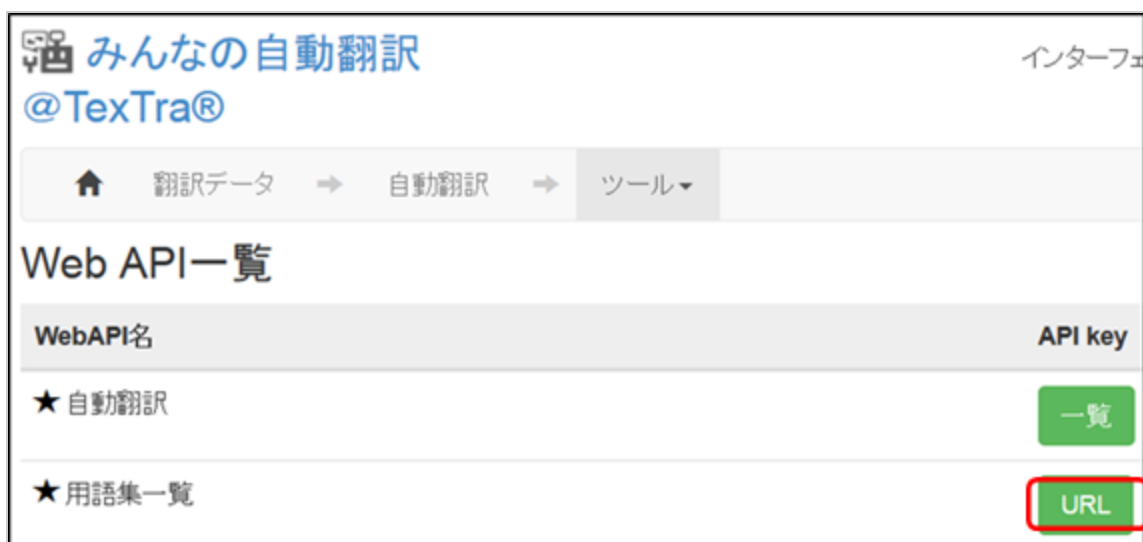 みんなの自動翻訳
@TexTra®
インターフェ
翻訳データ
自動翻訳
ツール
Web API一覧
WebAPI名
API key
★自動翻訳
一覧
★用語集一覧
URL